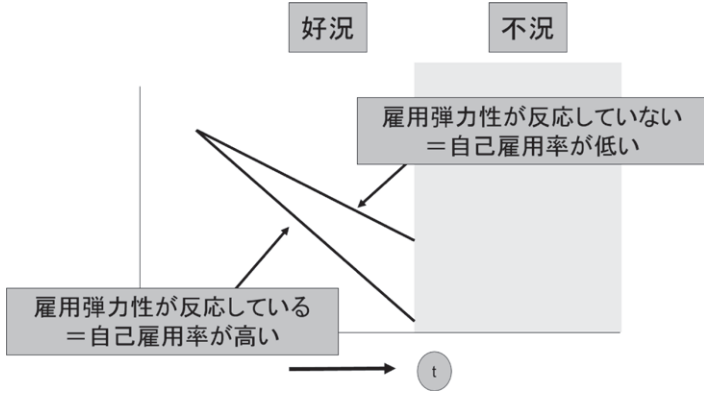 好況
不況
雇用弾力性が反応していない
＝自己雇用率が低い
雇用弾力性が反応している
＝自己雇用率が高い
t